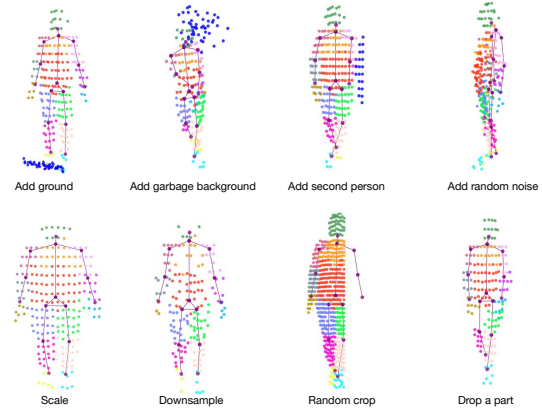 Add ground
Add garbage background
Add second person
Add random noise
Scale
Downsample
Random crop
Drop a part